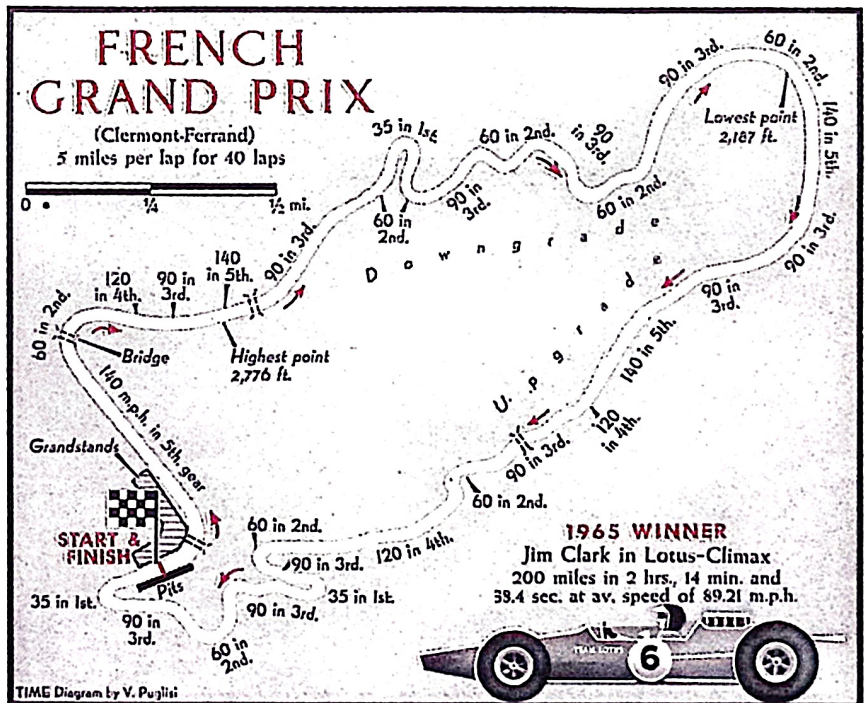 FRENCH
GRAND PRIX
(Clermont-Ferrand)
5 miles per lap for 40 laps
0
1/4
1/2 mi.
35 in 1st.
60 in 2nd.
90
in 3rd.
90 in 3rd.
60 in 2nd.
Lowest point
2,187 ft.
140 in 5th.
90 in 3rd.
60 in
2nd.
90 in
3rd.
60 in 2nd.
Downgrade
90 in 3rd.
140
in 5th.
90 in
3rd.
120
in 4th.
60 in 2nd.
Bridge
Highest point
2,776 ft.
90 in
3rd.
Upgrade
140 in 5th.
120
in 4th.
90 in 3rd.
60 in 2nd.
140 m.p.h. in 5th gear
Grandstands
START &
FINISH
Pits
35 in 1st.
90 in
3rd.
60 in
2nd.
90 in 3rd.
35 in 1st.
90 in 3rd.
60 in 2nd.
120 in 4th.
1965 WINNER
Jim Clark in Lotus-Climax
200 miles in 2 hrs., 14 min. and
38.4 sec. at av. speed of 89.21 m.p.h.
TEAM LOTUS
6
TIME Diagram by V. Puglisi